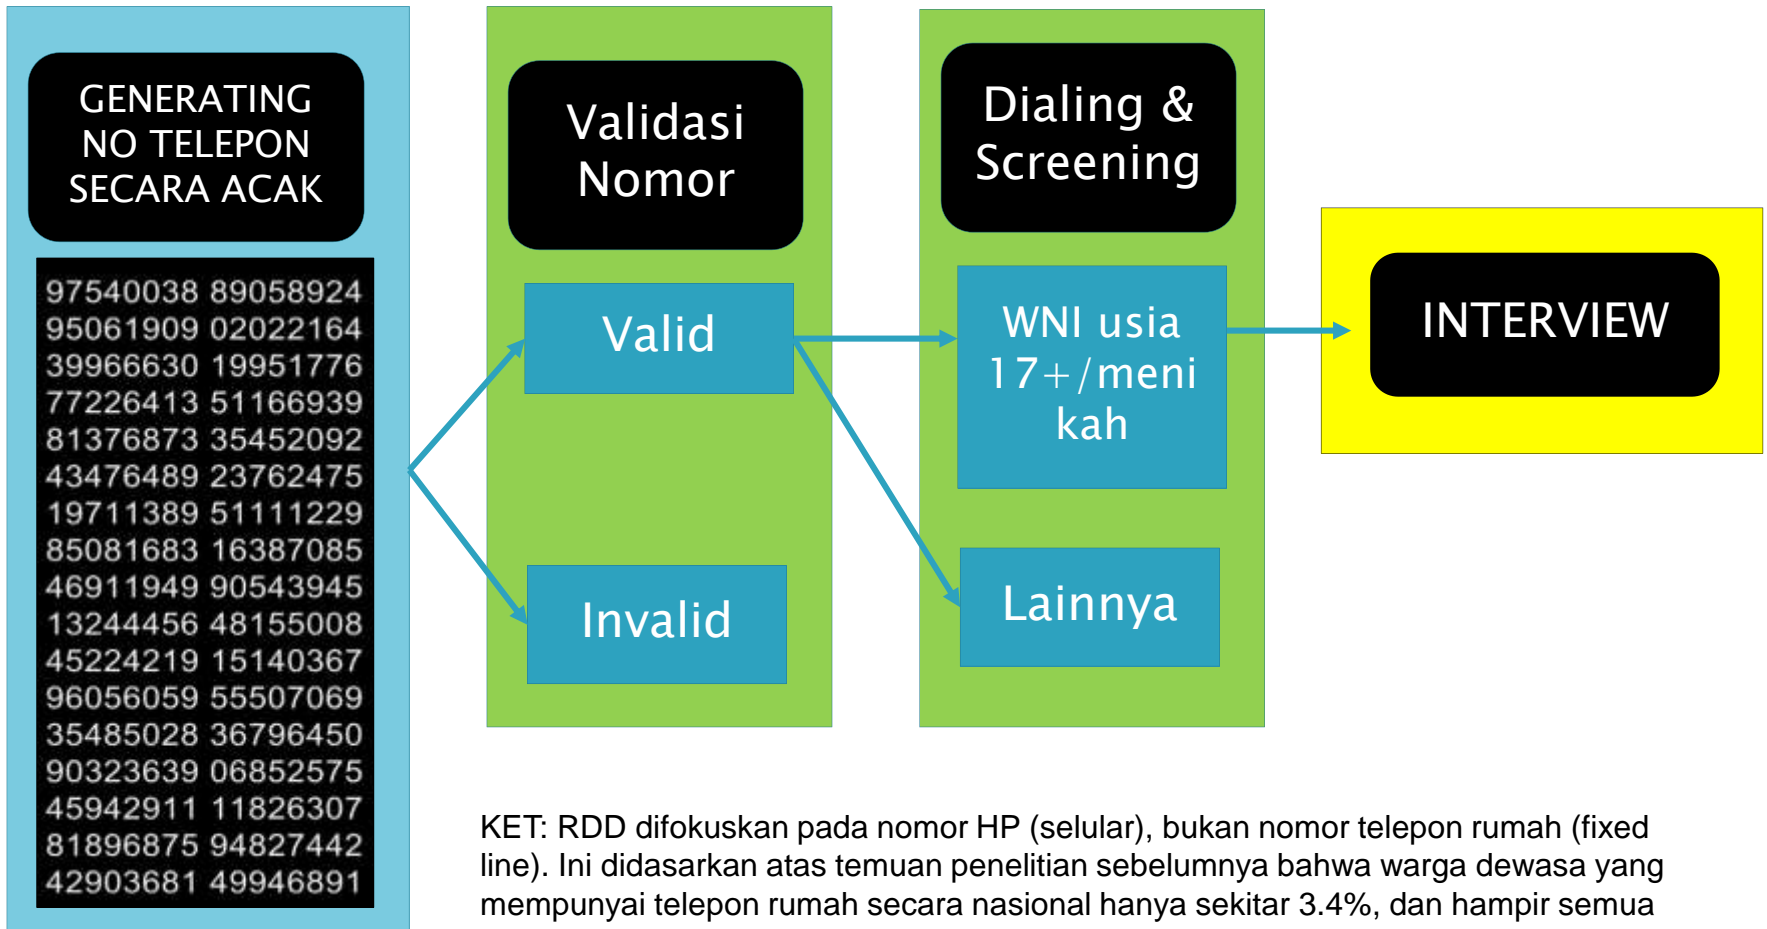 GENERATING
NO TELEPON
SECARA ACAK
97540038 89058924
95061909 02022164
39966630 19951776
77226413 51166939
81376873 35452092
43476489 23762475
19711389 51111229
85081683 16387085
46911949 90543945
13244456 48155008
45224219 15140367
96056059 55507069
35485028 36796450
90323639 06852575
45942911 11826307
81896875 94827442
42903681 49946891
Validasi
Nomor
Valid
Invalid
Dialing &
Screening
WNI usia
17+/meni
kah
Lainnya
INTERVIEW
KET: RDD difokuskan pada nomor HP (selular), bukan nomor telepon rumah (fixed
line). Ini didasarkan atas temuan penelitian sebelumnya bahwa warga dewasa yang
mempunyai telepon rumah secara nasional hanya sekitar 3.4%, dan hampir semua